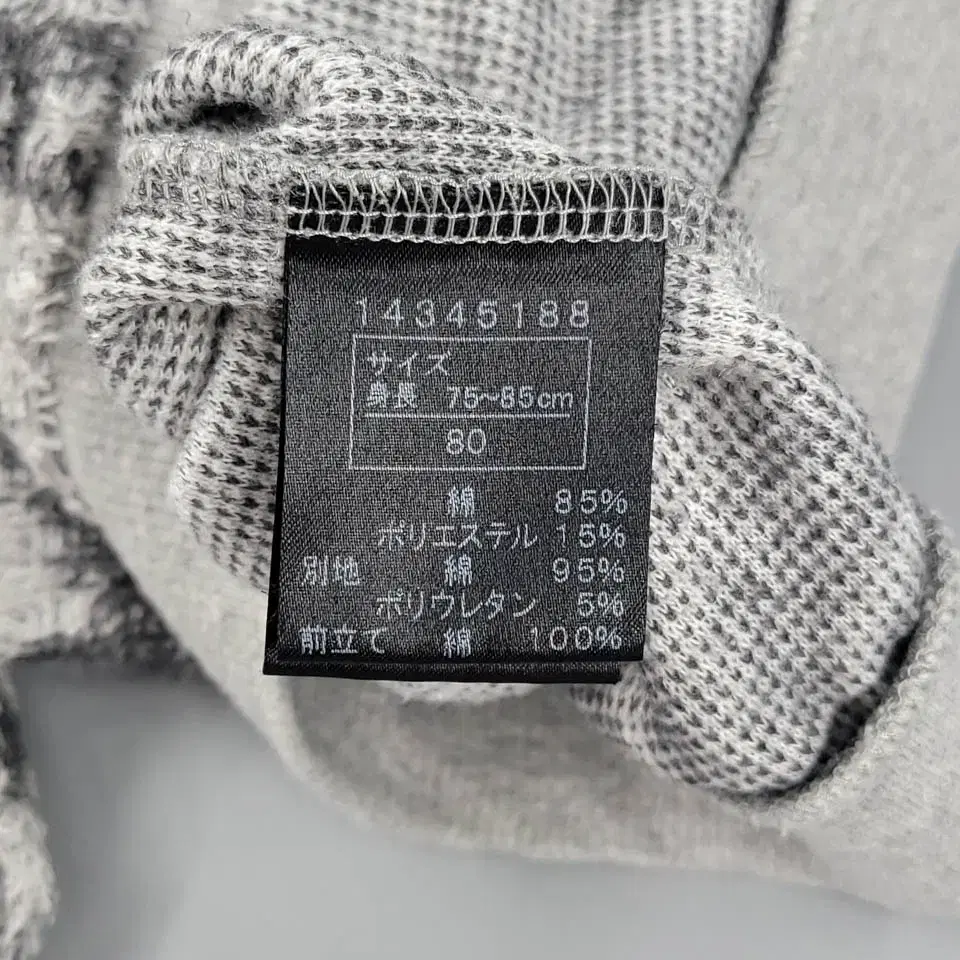 14345188
サイズ
身長 75~85cm
80
綿 85%
ポリエステル 15%
別地 綿 95%
ポリウレタン 5%
前立て 綿 100%